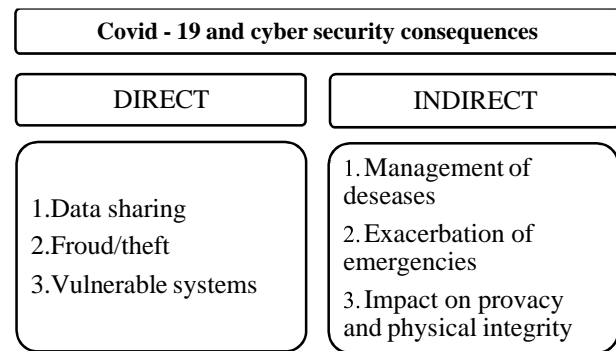 Covid - 19 and cyber security consequences
DIRECT
INDIRECT
1.Data sharing
2.Froud/theft
3.Vulnerable systems
1. Management of
deseases
2. Exacerbation of
emergencies
3. Impact on provacy
and physical integrity